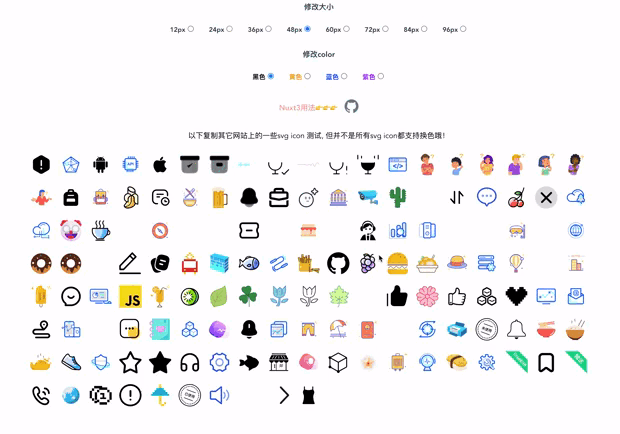 修改大小
12px 24px 36px 48px 60px 72px 84px 96px
修改color
黑色 黄色 蓝色 紫色
Nuxt3用法👉👉👉
以下复制其它网站上的一些svg icon 测试, 但并不是所有svg icon都支持换色哦!
API
JS